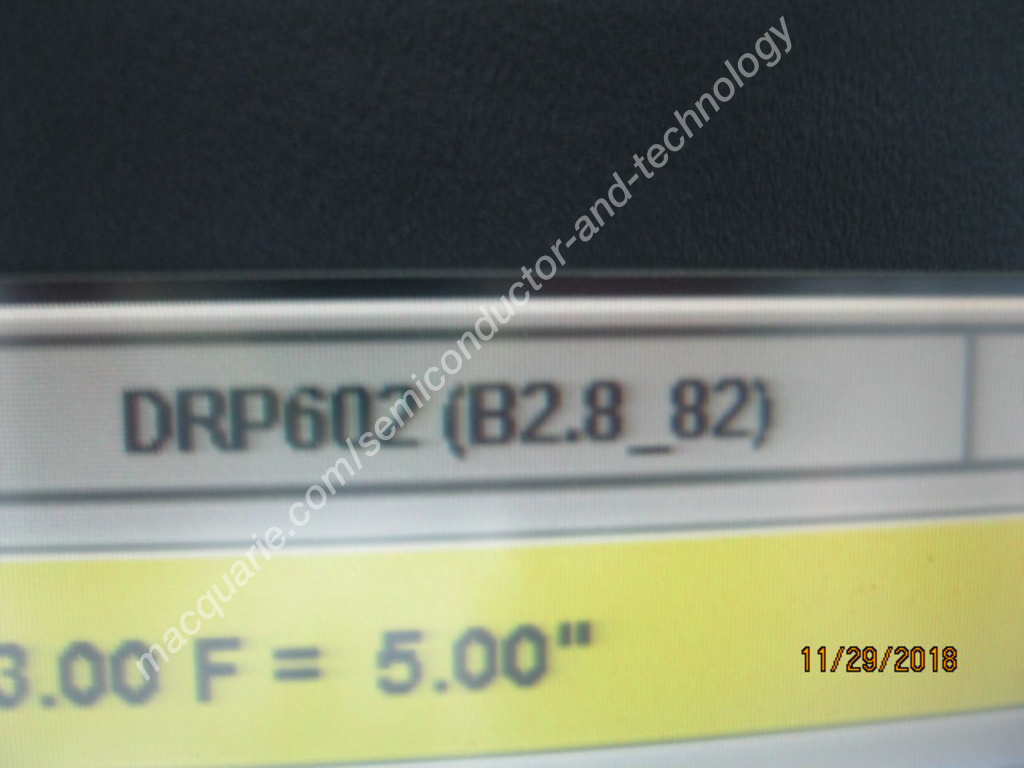 DRP602 (B2.8_82)
3.00 F = 5.00"
11/29/2018
macquarie.com/semiconductor-and-technology